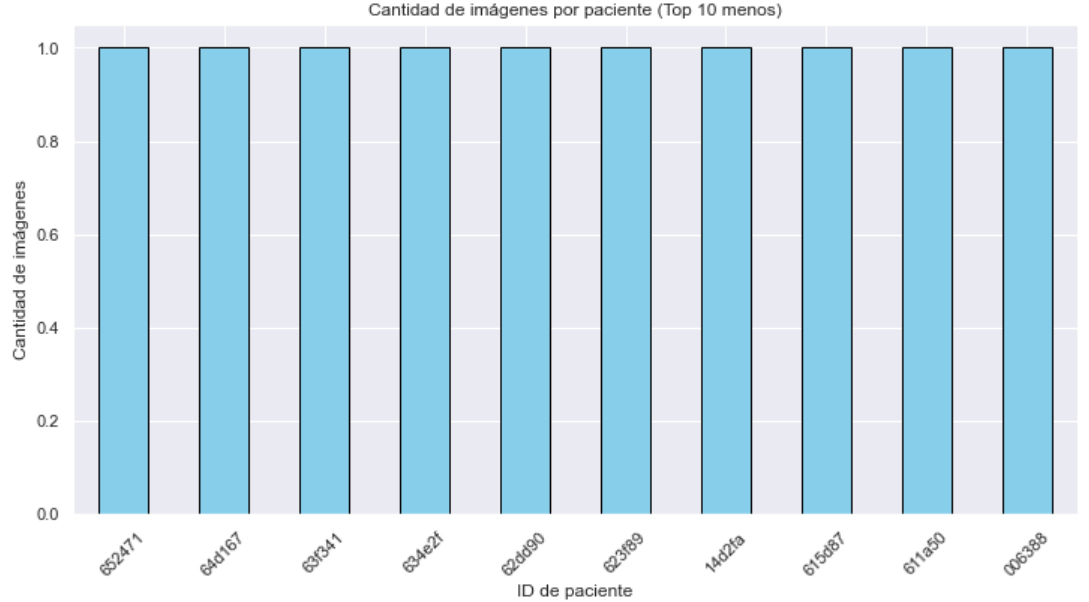 Cantidad de imágenes por paciente (Top 10 menos)
Cantidad de imágenes
1.0
0.8
0.6
0.4
0.2
0.0
652471
64d167
63f341
634e2f
62dd90
623f89
14d2fa
615d87
611a50
006388
ID de paciente